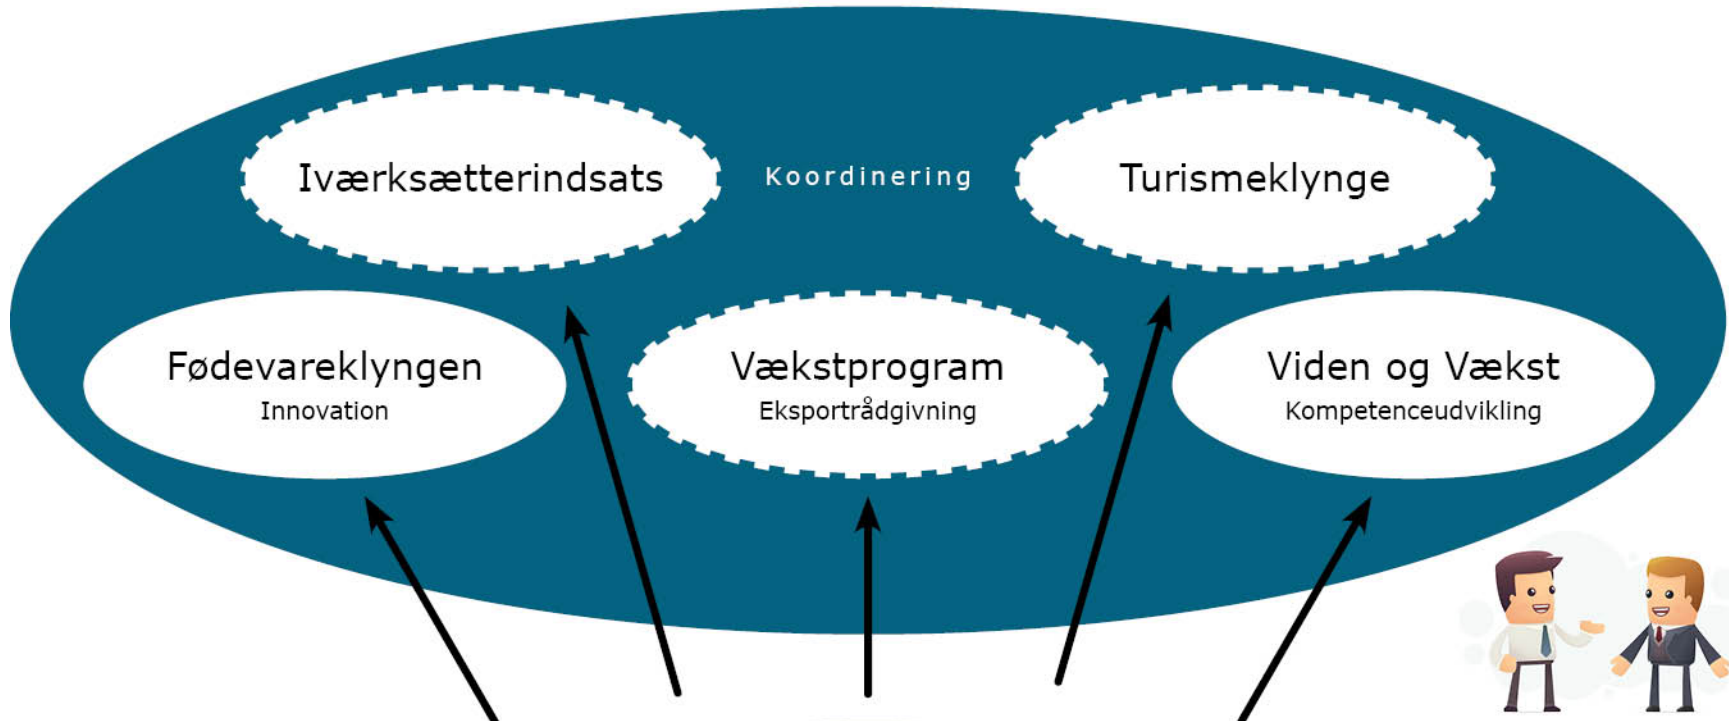 Iværksætterindsats
Koordinering
Turismeklynge
Fødevareklyngen
Innovation
Vækstprogram
Eksportrådgivning
Viden og Vækst
Kompetenceudvikling